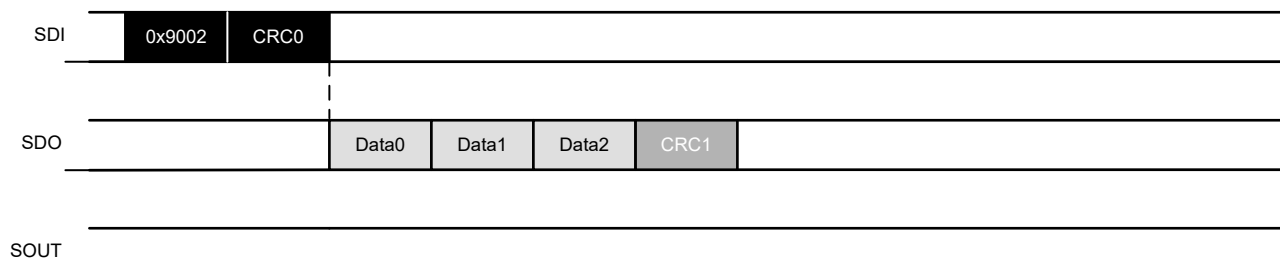 SDI 0x9002 CRC0
SDO Data0 Data1 Data2 CRC1
SOUT